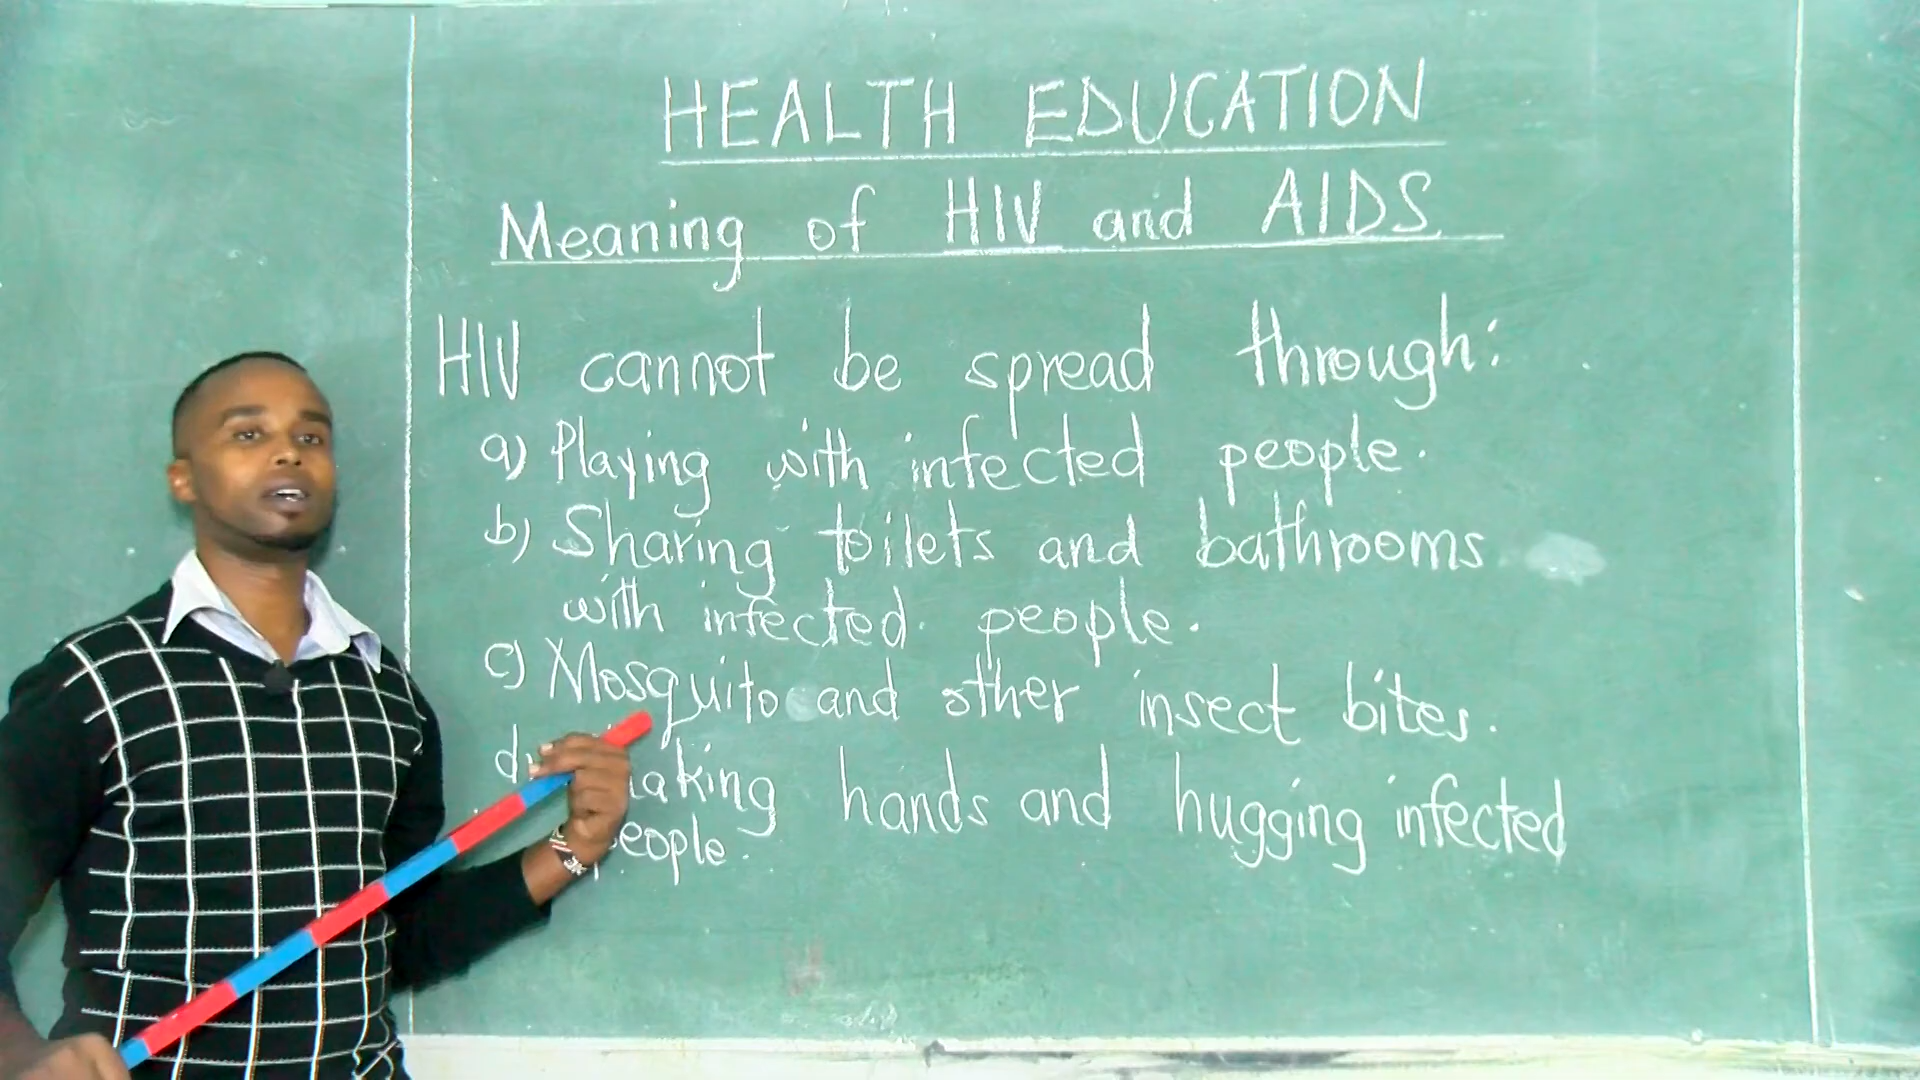 HEALTH EDUCATION
Meaning of HIV and AIDS
HIV cannot be spread through:
a) Playing with infected people.
b) Sharing toilets and bathrooms
with infected people.
c) Mosquito and other insect bites.
d) hands and hugging infected